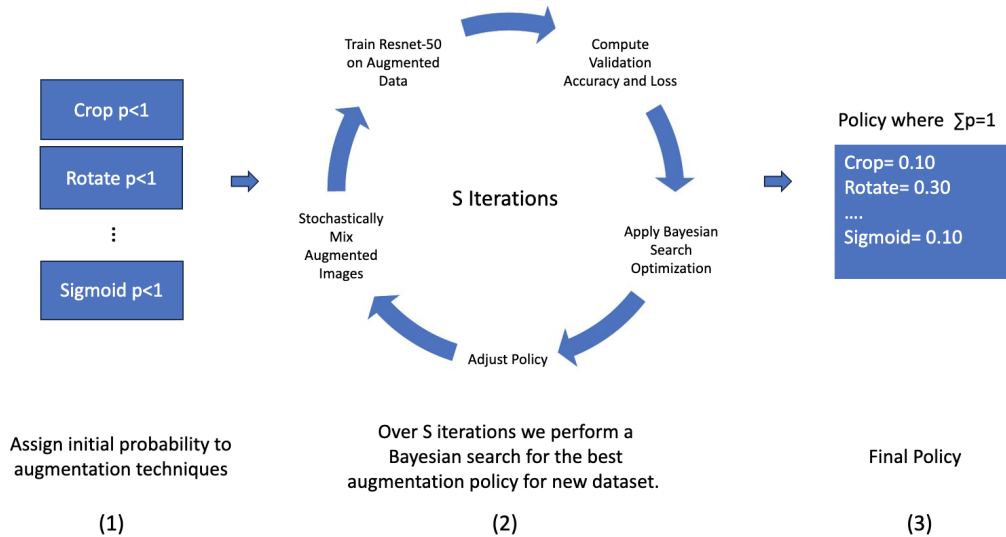 Crop p<1
Rotate p<1
⋮
Sigmoid p<1
Assign initial probability to
augmentation techniques
(1)
Train Resnet-50
on Augmented
Data
Compute
Validation
Accuracy and Loss
S Iterations
Stochastically
Mix
Augmented
Images
Apply Bayesian
Search
Optimization
Adjust Policy
Over S iterations we perform a
Bayesian search for the best
augmentation policy for new dataset.
(2)
Policy where ∑p=1
Crop= 0.10
Rotate= 0.30
....
Sigmoid= 0.10
Final Policy
(3)